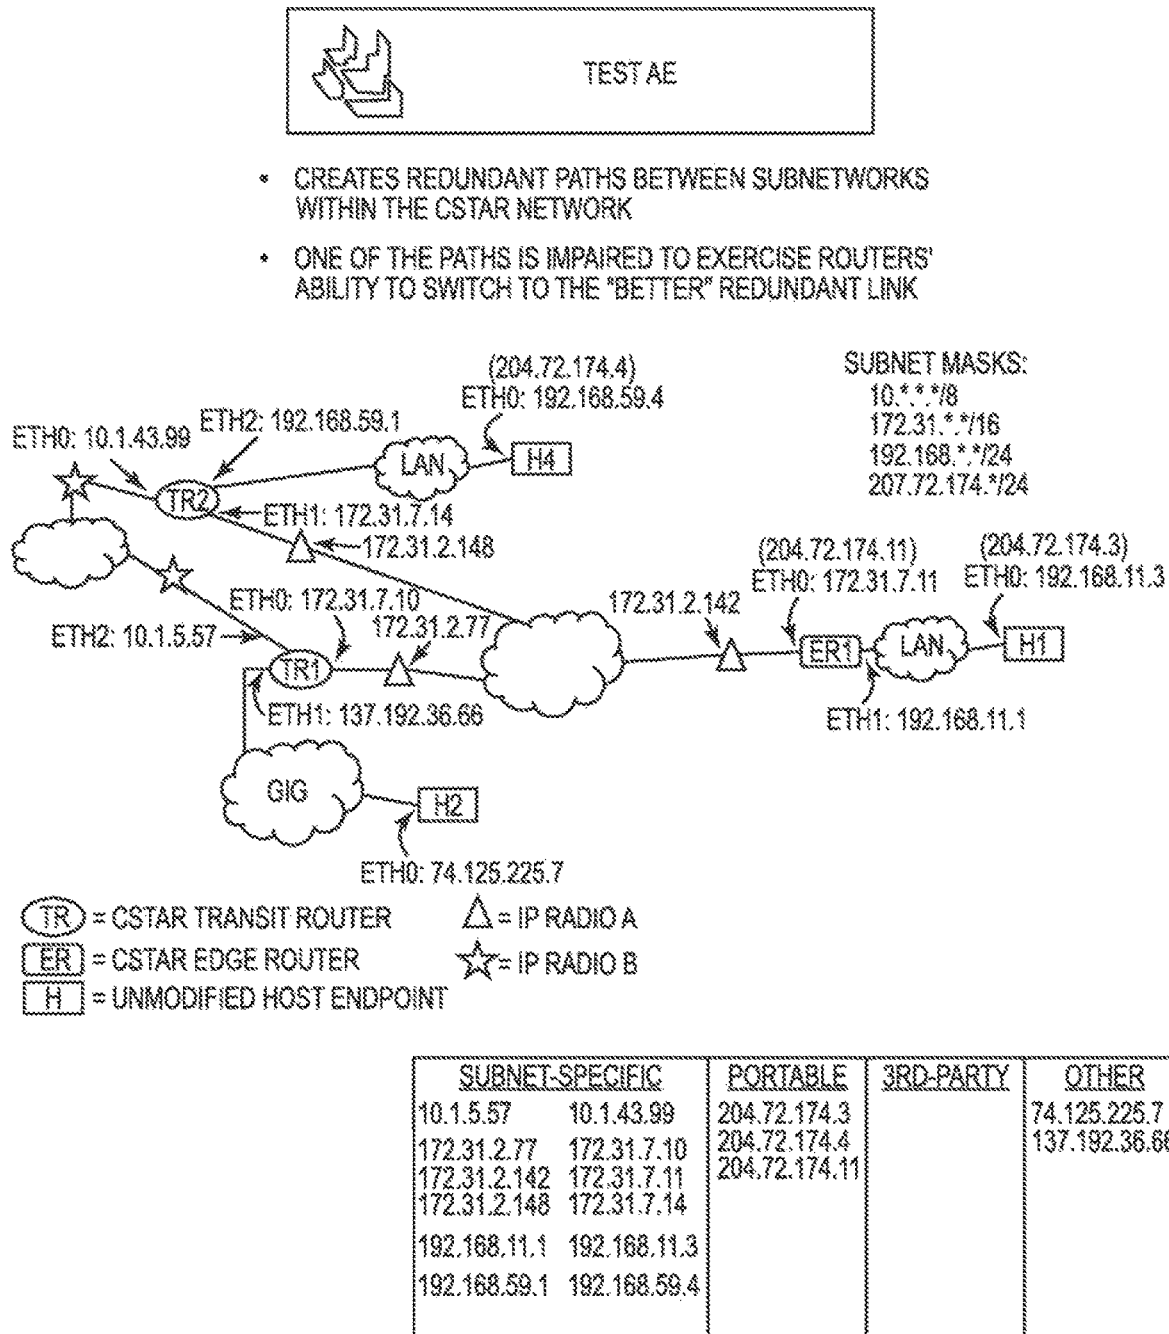 TEST AE
• CREATES REDUNDANT PATHS BETWEEN SUBNETWORKS
WITHIN THE CSTAR NETWORK
• ONE OF THE PATHS IS IMPAIRED TO EXERCISE ROUTERS'
ABILITY TO SWITCH TO THE "BETTER" REDUNDANT LINK
SUBNET MASKS:
10.*.*.*/8
172.31.*.*/16
192.168.*.*/24
207.72.174.*/24
(204.72.174.4)
ETH0: 192.168.59.4
ETH2: 192.168.59.1
ETH0: 10.1.43.99
LAN
H4
TR2
ETH1: 172.31.7.14
172.31.2.148
(204.72.174.11)
ETH0: 172.31.7.11
(204.72.174.3)
ETH0: 192.168.11.3
ETH0: 172.31.7.10
172.31.2.142
172.31.2.77
ETH2: 10.1.5.57
ER1
LAN
H1
TR1
ETH1: 137.192.36.66
ETH1: 192.168.11.1
GIG
H2
ETH0: 74.125.225.7
TR = CSTAR TRANSIT ROUTER
= IP RADIO A
ER = CSTAR EDGE ROUTER
= IP RADIO B
H = UNMODIFIED HOST ENDPOINT
SUBNET-SPECIFIC PORTABLE 3RD-PARTY OTHER
10.1.5.57 10.1.43.99 204.72.174.3 74.125.225.7
172.31.2.77 172.31.7.10 204.72.174.4 137.192.36.66
172.31.2.142 172.31.7.11 204.72.174.11
172.31.2.148 172.31.7.14
192.168.11.1 192.168.11.3
192.168.59.1 192.168.59.4